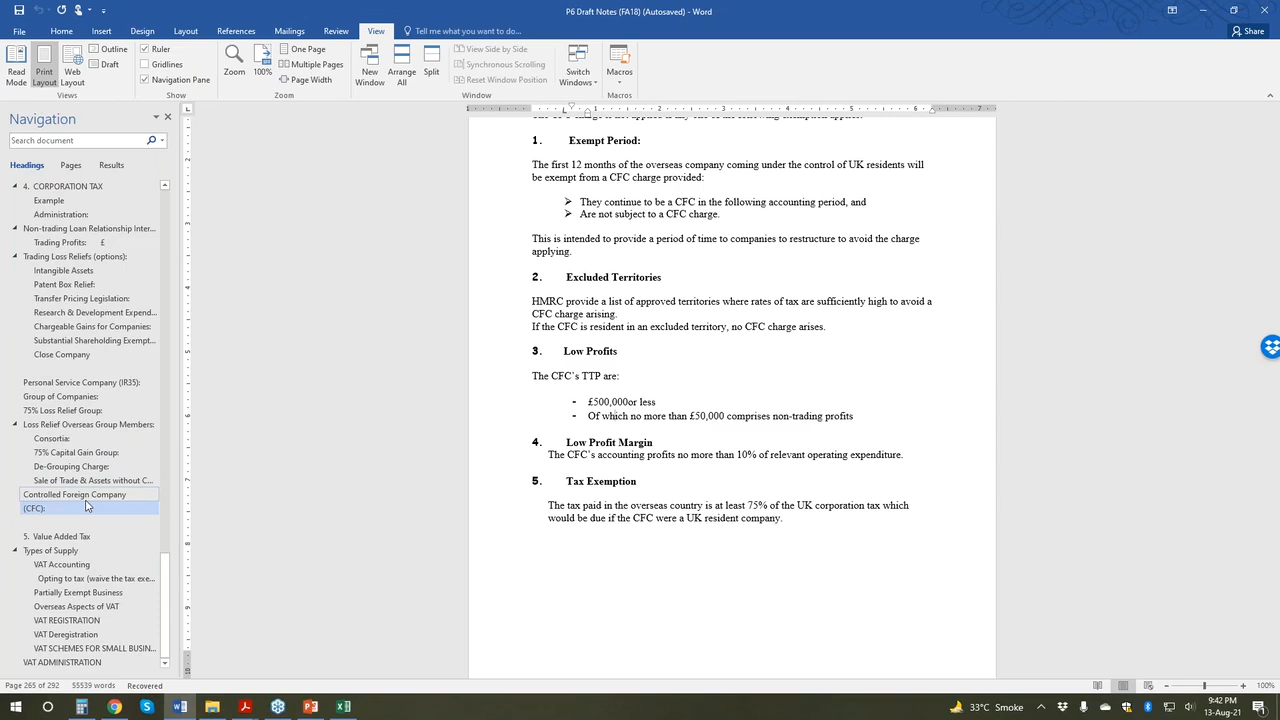 P6 Draft Notes (FA18) (Autosaved) - Word
File Home Insert Design Layout References Mailings Review View Tell me what you want to do... Share
Read Mode
Print Layout
Web Layout
Outline
Draft
Views
Ruler
Gridlines
Navigation Pane
Show
Zoom
100%
One Page
Multiple Pages
Page Width
Zoom
New Window
Arrange All
Split
View Side by Side
Synchronous Scrolling
Reset Window Position
Window
Switch Windows
Macros
Macros
Navigation
Search document
Headings Pages Results
4. CORPORATION TAX
Example
Administration:
Non-trading Loan Relationship Inter...
Trading Profits: £
Trading Loss Reliefs (options):
Intangible Assets
Patent Box Relief:
Transfer Pricing Legislation:
Research & Development Expend...
Chargeable Gains for Companies:
Substantial Shareholding Exempt...
Close Company
Personal Service Company (IR35):
Group of Companies:
75% Loss Relief Group:
Loss Relief Overseas Group Members:
Consortia:
75% Capital Gain Group:
De-Grouping Charge:
Sale of Trade & Assets without C...
Controlled Foreign Company
(CFC):
5. Value Added Tax
Types of Supply
VAT Accounting
Opting to tax (waive the tax exe...
Partially Exempt Business
Overseas Aspects of VAT
VAT REGISTRATION
VAT Deregistration
VAT SCHEMES FOR SMALL BUSIN...
VAT ADMINISTRATION
1 1 2 3 4 5 6 7
1. Exempt Period:
The first 12 months of the overseas company coming under the control of UK residents will
be exempt from a CFC charge provided:
➢ They continue to be a CFC in the following accounting period, and
➢ Are not subject to a CFC charge.
This is intended to provide a period of time to companies to restructure to avoid the charge
applying.
2. Excluded Territories
HMRC provide a list of approved territories where rates of tax are sufficiently high to avoid a
CFC charge arising.
If the CFC is resident in an excluded territory, no CFC charge arises.
3. Low Profits
The CFC`s TTP are:
- £500,000or less
- Of which no more than £50,000 comprises non-trading profits
4. Low Profit Margin
The CFC`s accounting profits no more than 10% of relevant operating expenditure.
5. Tax Exemption
The tax paid in the overseas country is at least 75% of the UK corporation tax which
would be due if the CFC were a UK resident company.
Page 265 of 292 55539 words Recovered
100%
33°C Smoke
9:42 PM
13-Aug-21